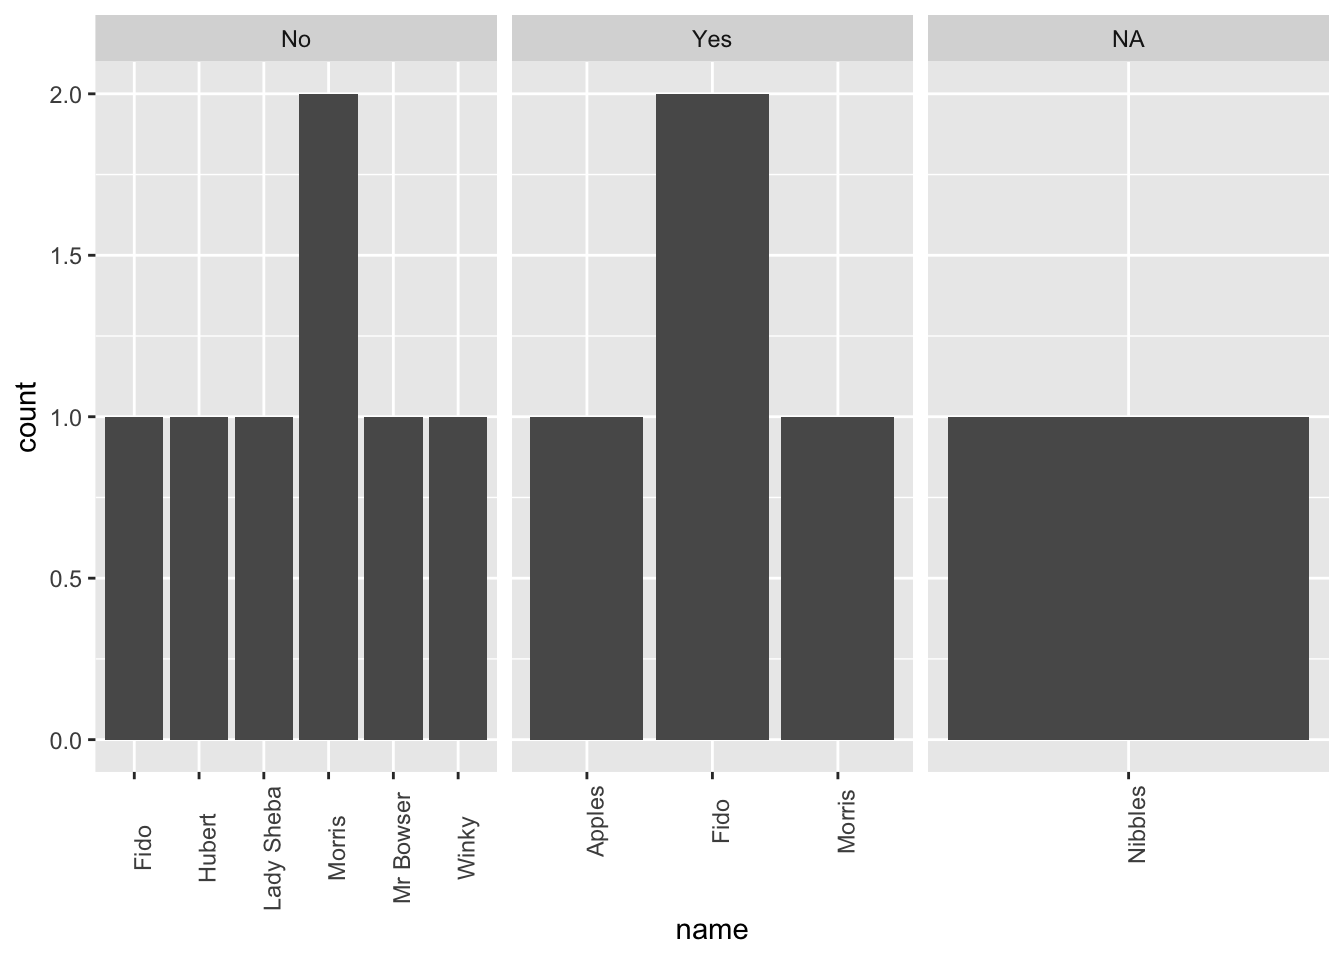 No Yes NA
2.0
1.5
1.0
0.5
0.0
count
Fido Hubert Lady Sheba Morris Mr Bowser Winky Apples Fido Morris Nibbles
name